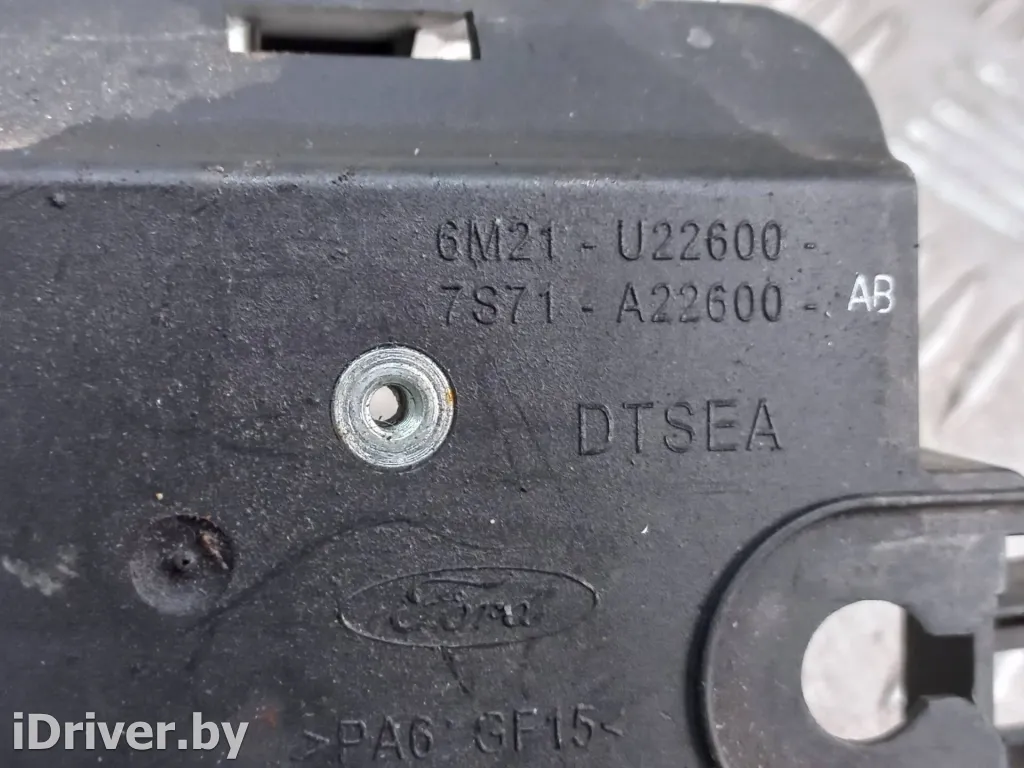 6M21 - U22600 -
7S71 - A22600 - AB
DTSEA
Ford
>PA6 GF15<
iDriver.by